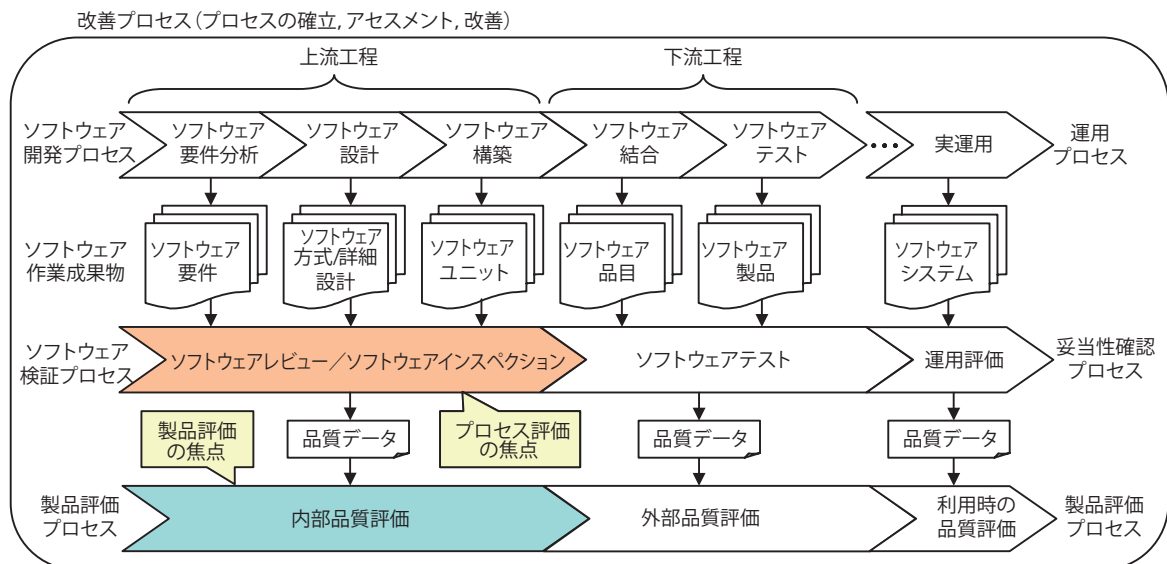 改善プロセス(プロセスの確立, アセスメント, 改善)
上流工程
下流工程
ソフトウェア
開発プロセス
ソフトウェア
要件分析
ソフトウェア
設計
ソフトウェア
構築
ソフトウェア
結合
ソフトウェア
テスト
•••
実運用
運用
プロセス
ソフトウェア
作業成果物
ソフトウェア
要件
ソフトウェア
方式/詳細
設計
ソフトウェア
ユニット
ソフトウェア
品目
ソフトウェア
製品
ソフトウェア
システム
ソフトウェア
検証プロセス
ソフトウェアレビュー／ソフトウェアインスペクション
ソフトウェアテスト
運用評価
妥当性確認
プロセス
製品評価
の焦点
品質データ
プロセス評価
の焦点
品質データ
品質データ
製品評価
プロセス
内部品質評価
外部品質評価
利用時の
品質評価
製品評価
プロセス